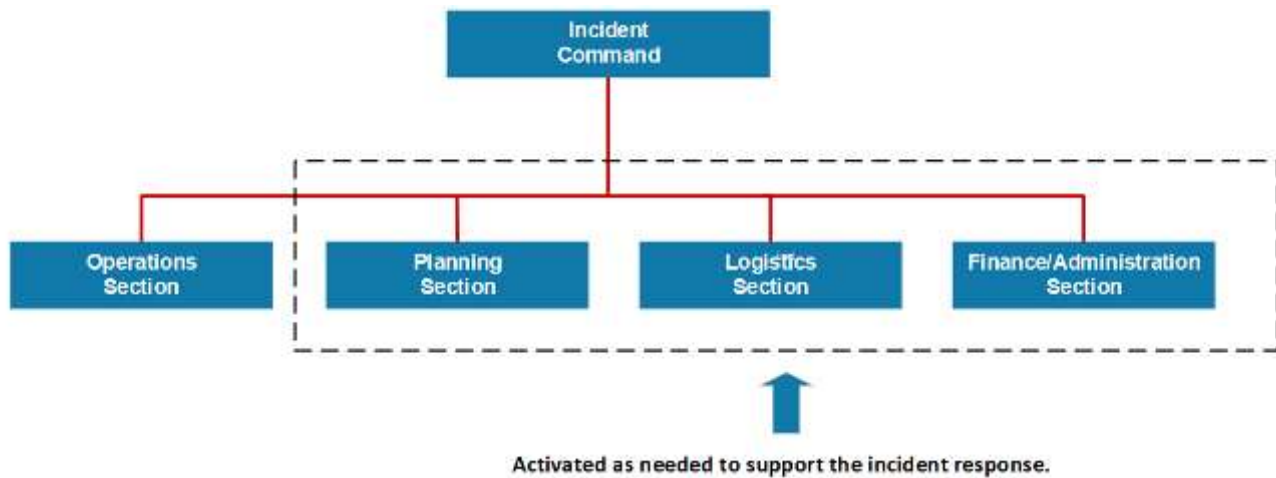 Incident
Command
Operations
Section
Planning
Section
Logistics
Section
Finance/Administration
Section
Activated as needed to support the incident response.